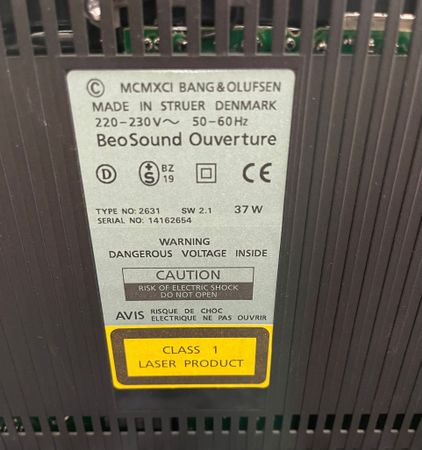 © MCMXCI BANG & OLUFSEN
MADE IN STRUER DENMARK
220-230V~ 50-60Hz
BeoSound Ouverture
D S BZ 19 CE
TYPE NO: 2631 SW 2.1 37 W
SERIAL NO: 14162654
WARNING
DANGEROUS VOLTAGE INSIDE
CAUTION
RISK OF ELECTRIC SHOCK
DO NOT OPEN
AVIS RISQUE DE CHOC
ELECTRIQUE NE PAS OUVRIR
CLASS 1
LASER PRODUCT